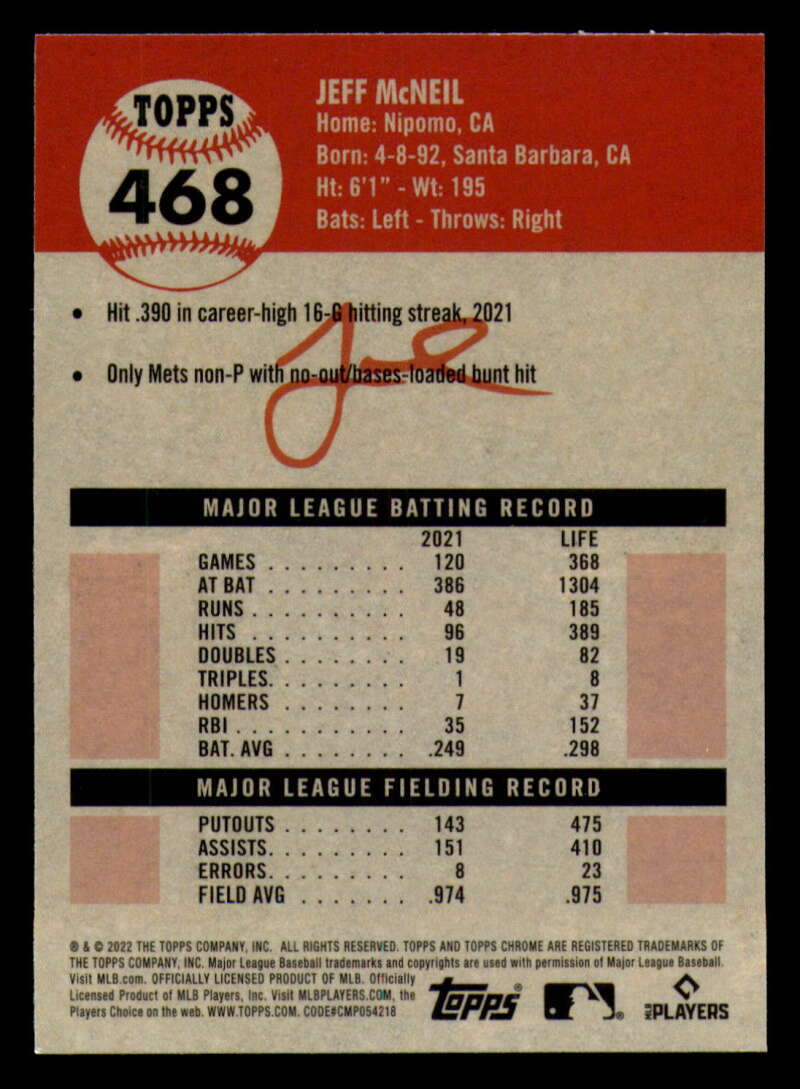 TOPPS
468
JEFF McNEIL
Home: Nipomo, CA
Born: 4-8-92, Santa Barbara, CA
Ht: 6'1" - Wt: 195
Bats: Left - Throws: Right
• Hit .390 in career-high 16-G hitting streak, 2021
• Only Mets non-P with no-out/bases-loaded bunt hit
MAJOR LEAGUE BATTING RECORD
2021 LIFE
GAMES . . . . . . . . . 120 368
AT BAT . . . . . . . . . 386 1304
RUNS . . . . . . . . . . 48 185
HITS . . . . . . . . . . 96 389
DOUBLES . . . . . . . . 19 82
TRIPLES. . . . . . . . . 1 8
HOMERS . . . . . . . . 7 37
RBI . . . . . . . . . . . 35 152
BAT. AVG . . . . . . . . .249 .298
MAJOR LEAGUE FIELDING RECORD
PUTOUTS . . . . . . . . 143 475
ASSISTS. . . . . . . . . 151 410
ERRORS. . . . . . . . . 8 23
FIELD AVG . . . . . . . .974 .975
® & © 2022 THE TOPPS COMPANY, INC. ALL RIGHTS RESERVED. TOPPS AND TOPPS CHROME ARE REGISTERED TRADEMARKS OF
THE TOPPS COMPANY, INC. Major League Baseball trademarks and copyrights are used with permission of Major League Baseball.
Visit MLB.com. OFFICIALLY LICENSED PRODUCT OF MLB. Officially
Licensed Product of MLB Players, Inc. Visit MLBPLAYERS.COM, the
Players Choice on the web. WWW.TOPPS.COM. CODE#CMP054218
Topps®
®
MLB PLAYERS